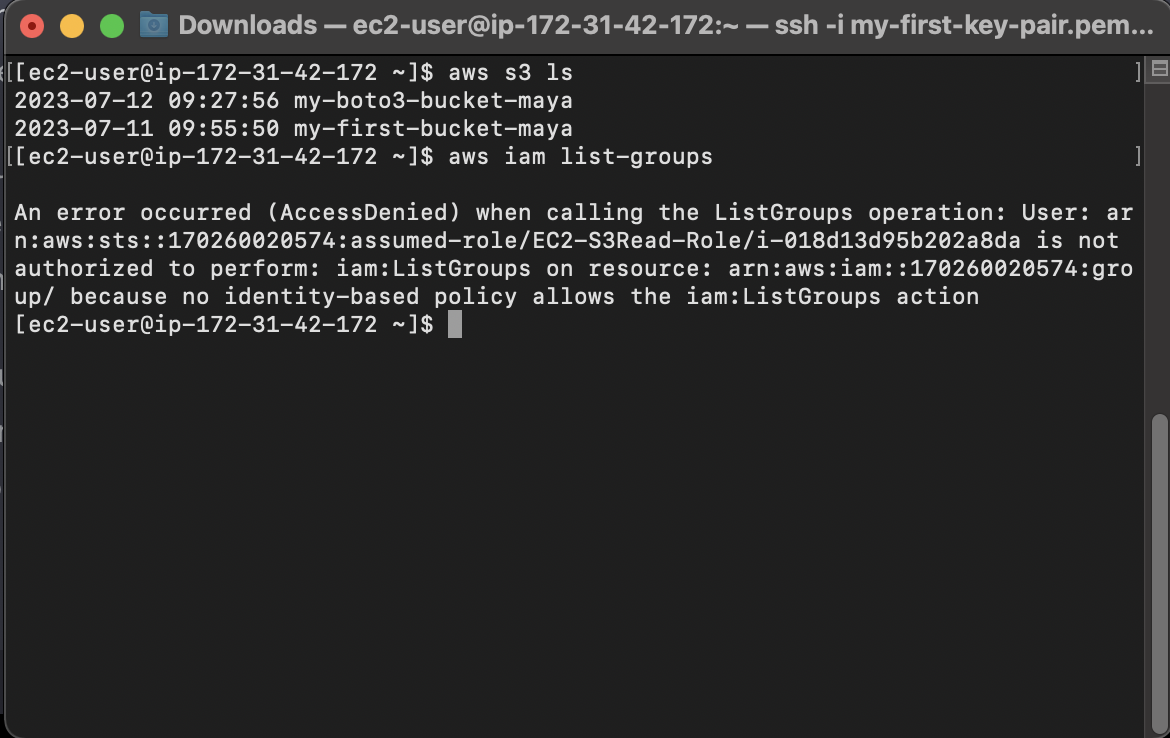 Downloads — ec2-user@ip-172-31-42-172:~ — ssh -i my-first-key-pair.pem...
[[ec2-user@ip-172-31-42-172 ~]$ aws s3 ls ]
2023-07-12 09:27:56 my-boto3-bucket-maya
2023-07-11 09:55:50 my-first-bucket-maya
[[ec2-user@ip-172-31-42-172 ~]$ aws iam list-groups ]
An error occurred (AccessDenied) when calling the ListGroups operation: User: ar
n:aws:sts::170260020574:assumed-role/EC2-S3Read-Role/i-018d13d95b202a8da is not
authorized to perform: iam:ListGroups on resource: arn:aws:iam::170260020574:gro
up/ because no identity-based policy allows the iam:ListGroups action
[ec2-user@ip-172-31-42-172 ~]$